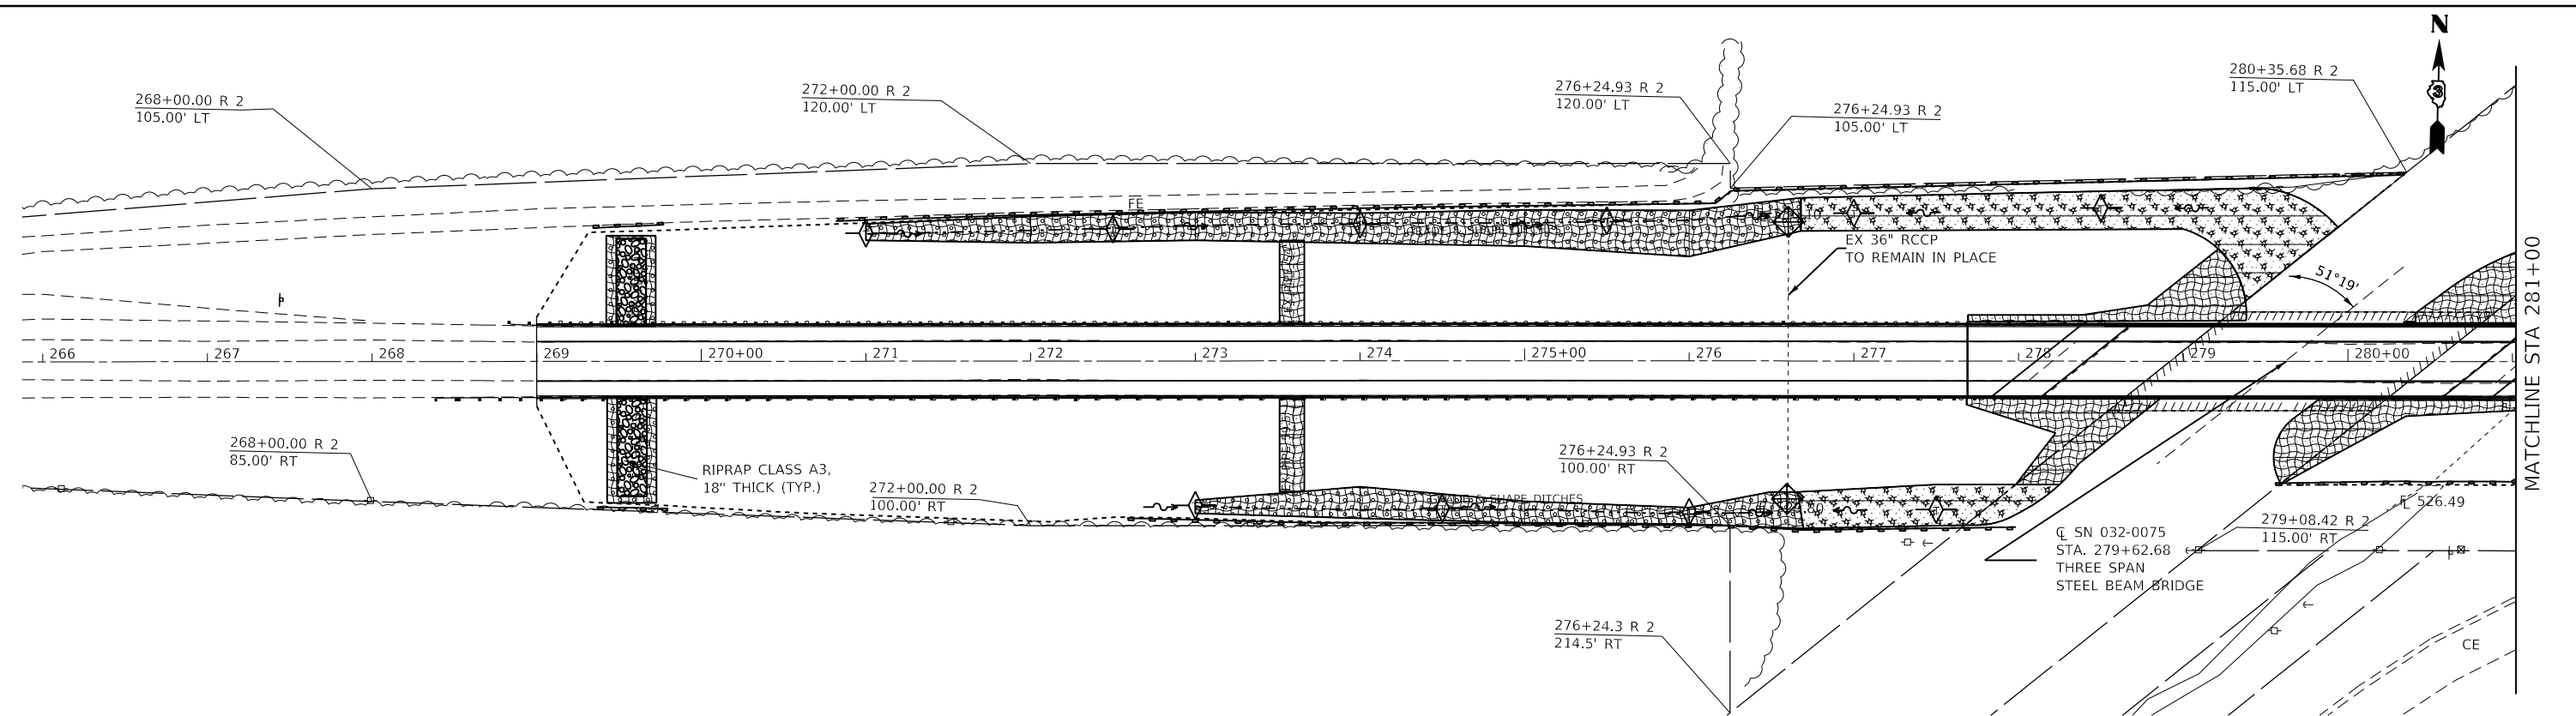 N
3
268+00.00 R 2
105.00' LT
272+00.00 R 2
120.00' LT
276+24.93 R 2
120.00' LT
276+24.93 R 2
105.00' LT
280+35.68 R 2
115.00' LT
FE
EX 36" RCCP
TO REMAIN IN PLACE
51°19'
MATCHLINE STA 281+00
266
267
268
269
270+00
271
272
273
274
275+00
276
277
278
279
280+00
268+00.00 R 2
85.00' RT
RIPRAP CLASS A3,
18" THICK (TYP.)
272+00.00 R 2
100.00' RT
276+24.93 R 2
100.00' RT
& SHAPE DITCHES
℄ SN 032-0075
STA. 279+62.68
THREE SPAN
STEEL BEAM BRIDGE
526.49
279+08.42 R 2
115.00' RT
276+24.3 R 2
214.5' RT
CE